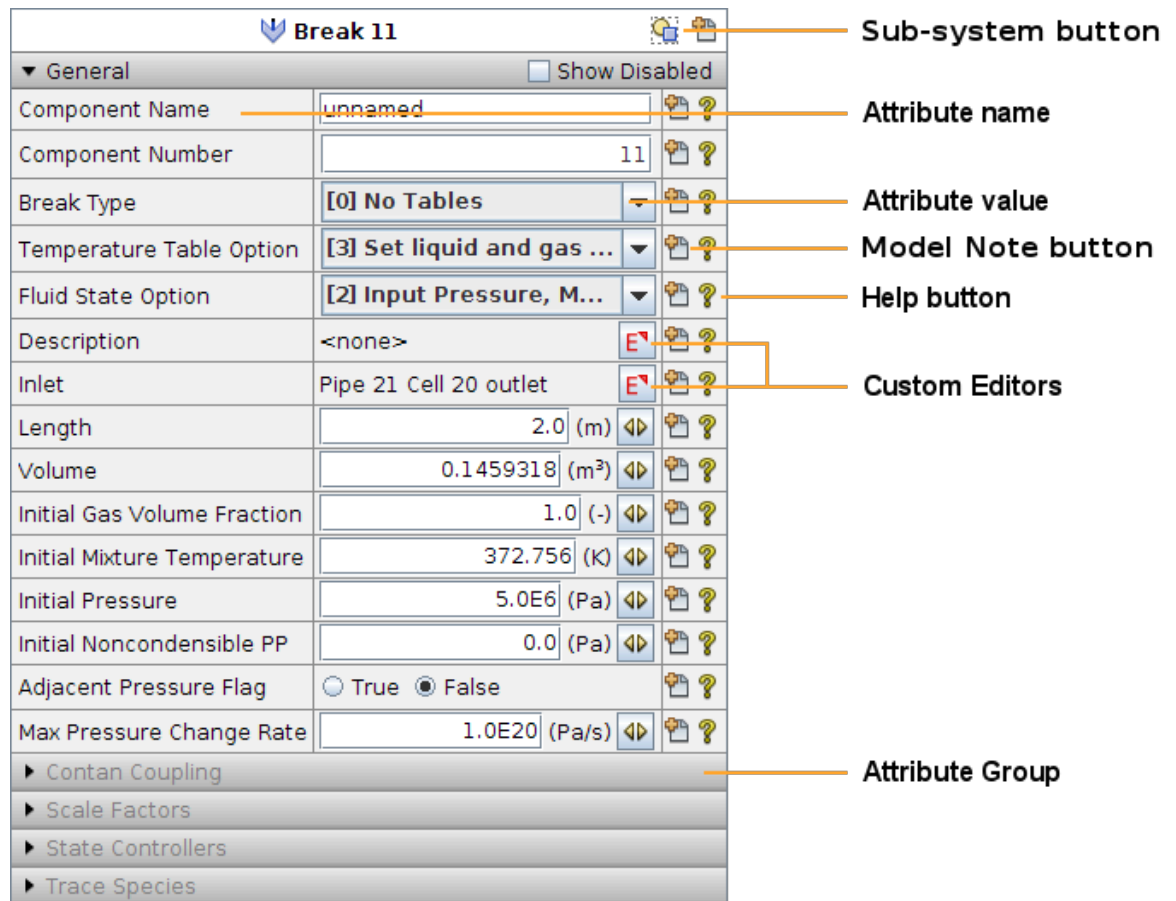 Break 11
Sub-system button
General
Show Disabled
Component Name unnamed
Attribute name
Component Number 11
Break Type [0] No Tables
Attribute value
Temperature Table Option [3] Set liquid and gas ...
Model Note button
Fluid State Option [2] Input Pressure, M...
Help button
Description <none> E
Inlet Pipe 21 Cell 20 outlet E
Custom Editors
Length 2.0 (m)
Volume 0.1459318 (m³)
Initial Gas Volume Fraction 1.0 (-)
Initial Mixture Temperature 372.756 (K)
Initial Pressure 5.0E6 (Pa)
Initial Noncondensible PP 0.0 (Pa)
Adjacent Pressure Flag True False
Max Pressure Change Rate 1.0E20 (Pa/s)
Contan Coupling
Attribute Group
Scale Factors
State Controllers
Trace Species